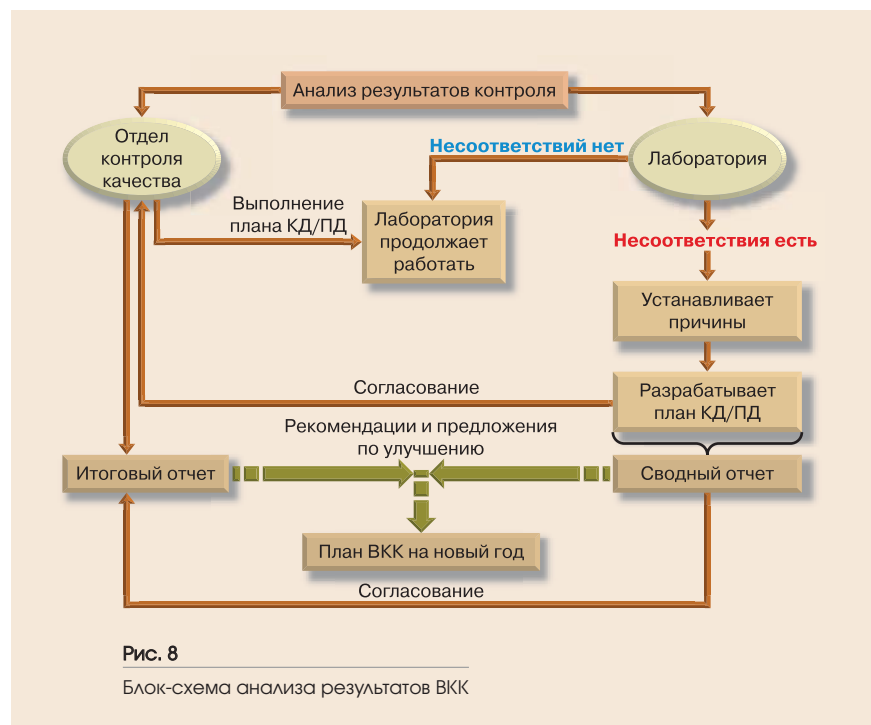 Анализ результатов контроля
Отдел
контроля
качества
Несоответствий нет
Лаборатория
Выполнение
плана КД/ПД
Лаборатория
продолжает
работать
Несоответствия есть
Устанавливает
причины
Согласование
Разрабатывает
план КД/ПД
Рекомендации и предложения
по улучшению
Итоговый отчет
Сводный отчет
План ВКК на новый год
Согласование
Рис. 8
Блок-схема анализа результатов ВКК